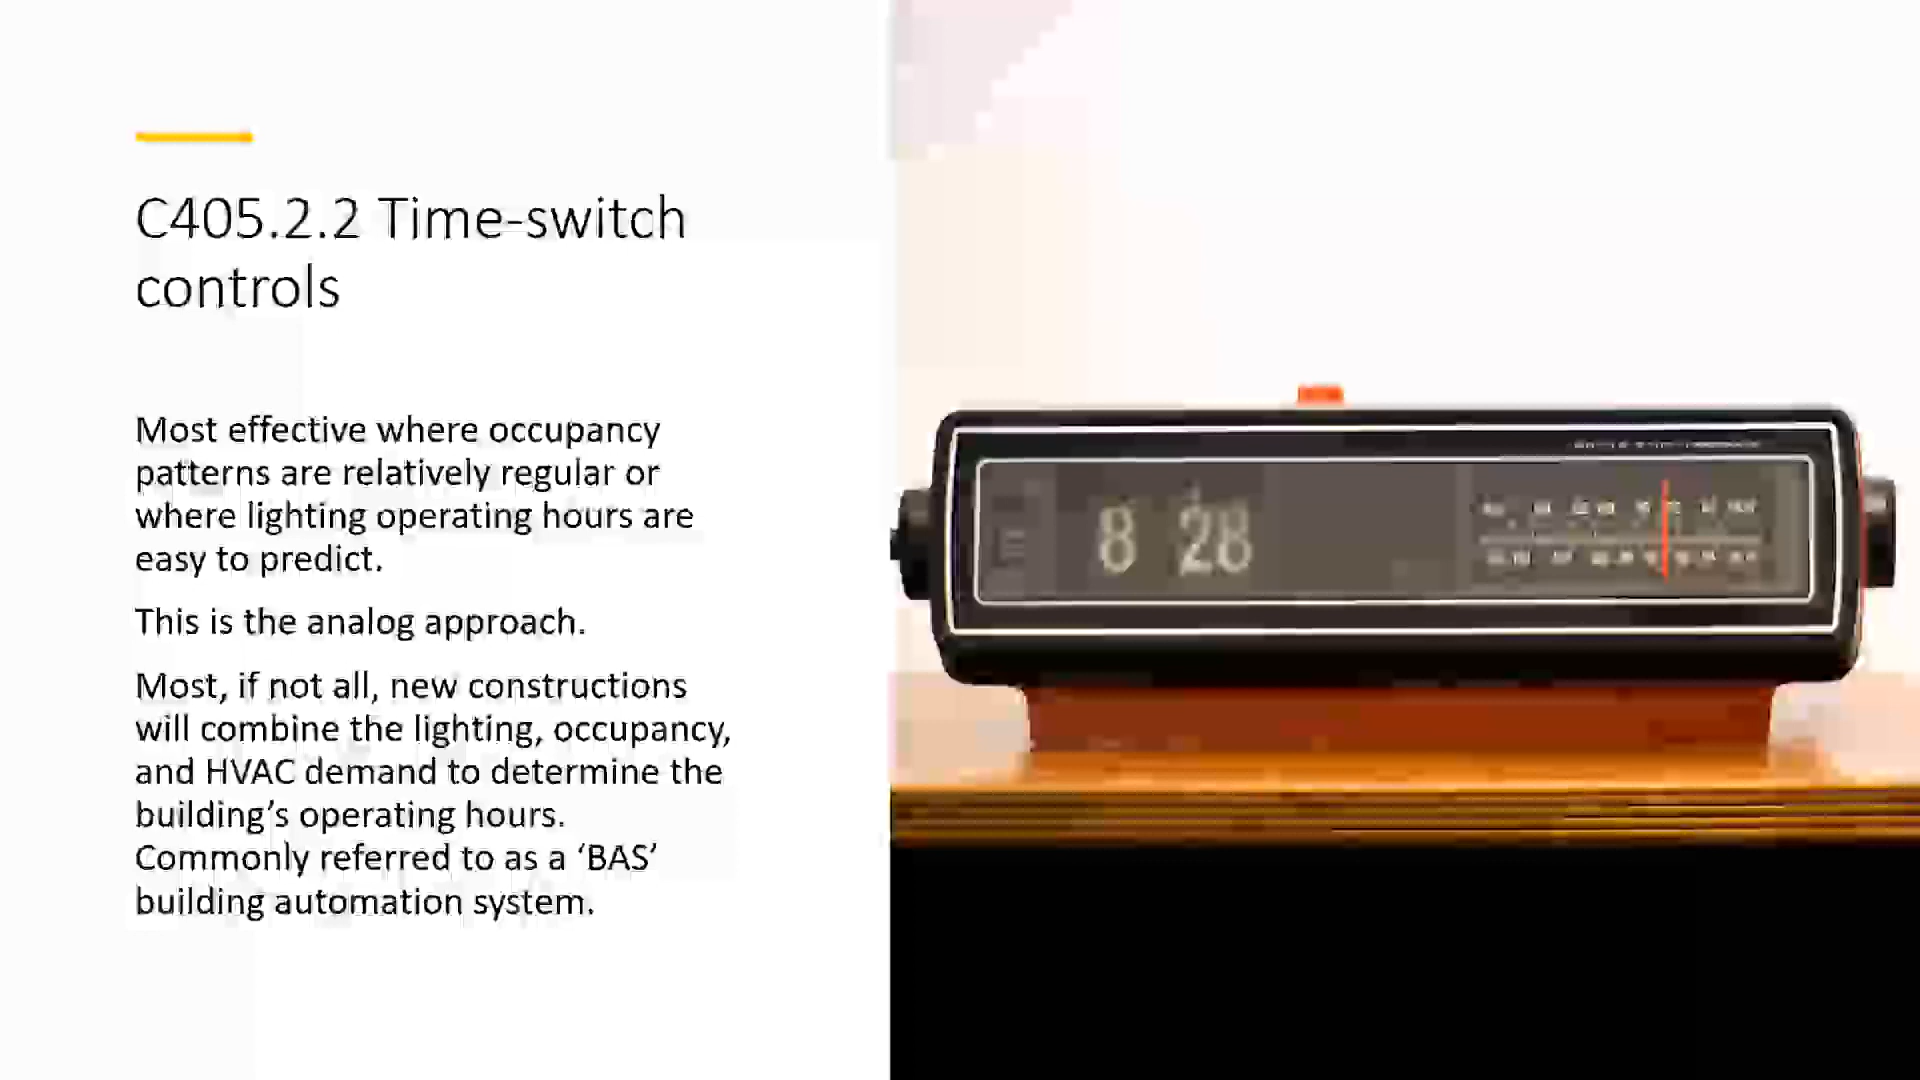 C405.2.2 Time-switch
controls
Most effective where occupancy
patterns are relatively regular or
where lighting operating hours are
easy to predict.
This is the analog approach.
Most, if not all, new constructions
will combine the lighting, occupancy,
and HVAC demand to determine the
building’s operating hours.
Commonly referred to as a ‘BAS’
building automation system.
8 28